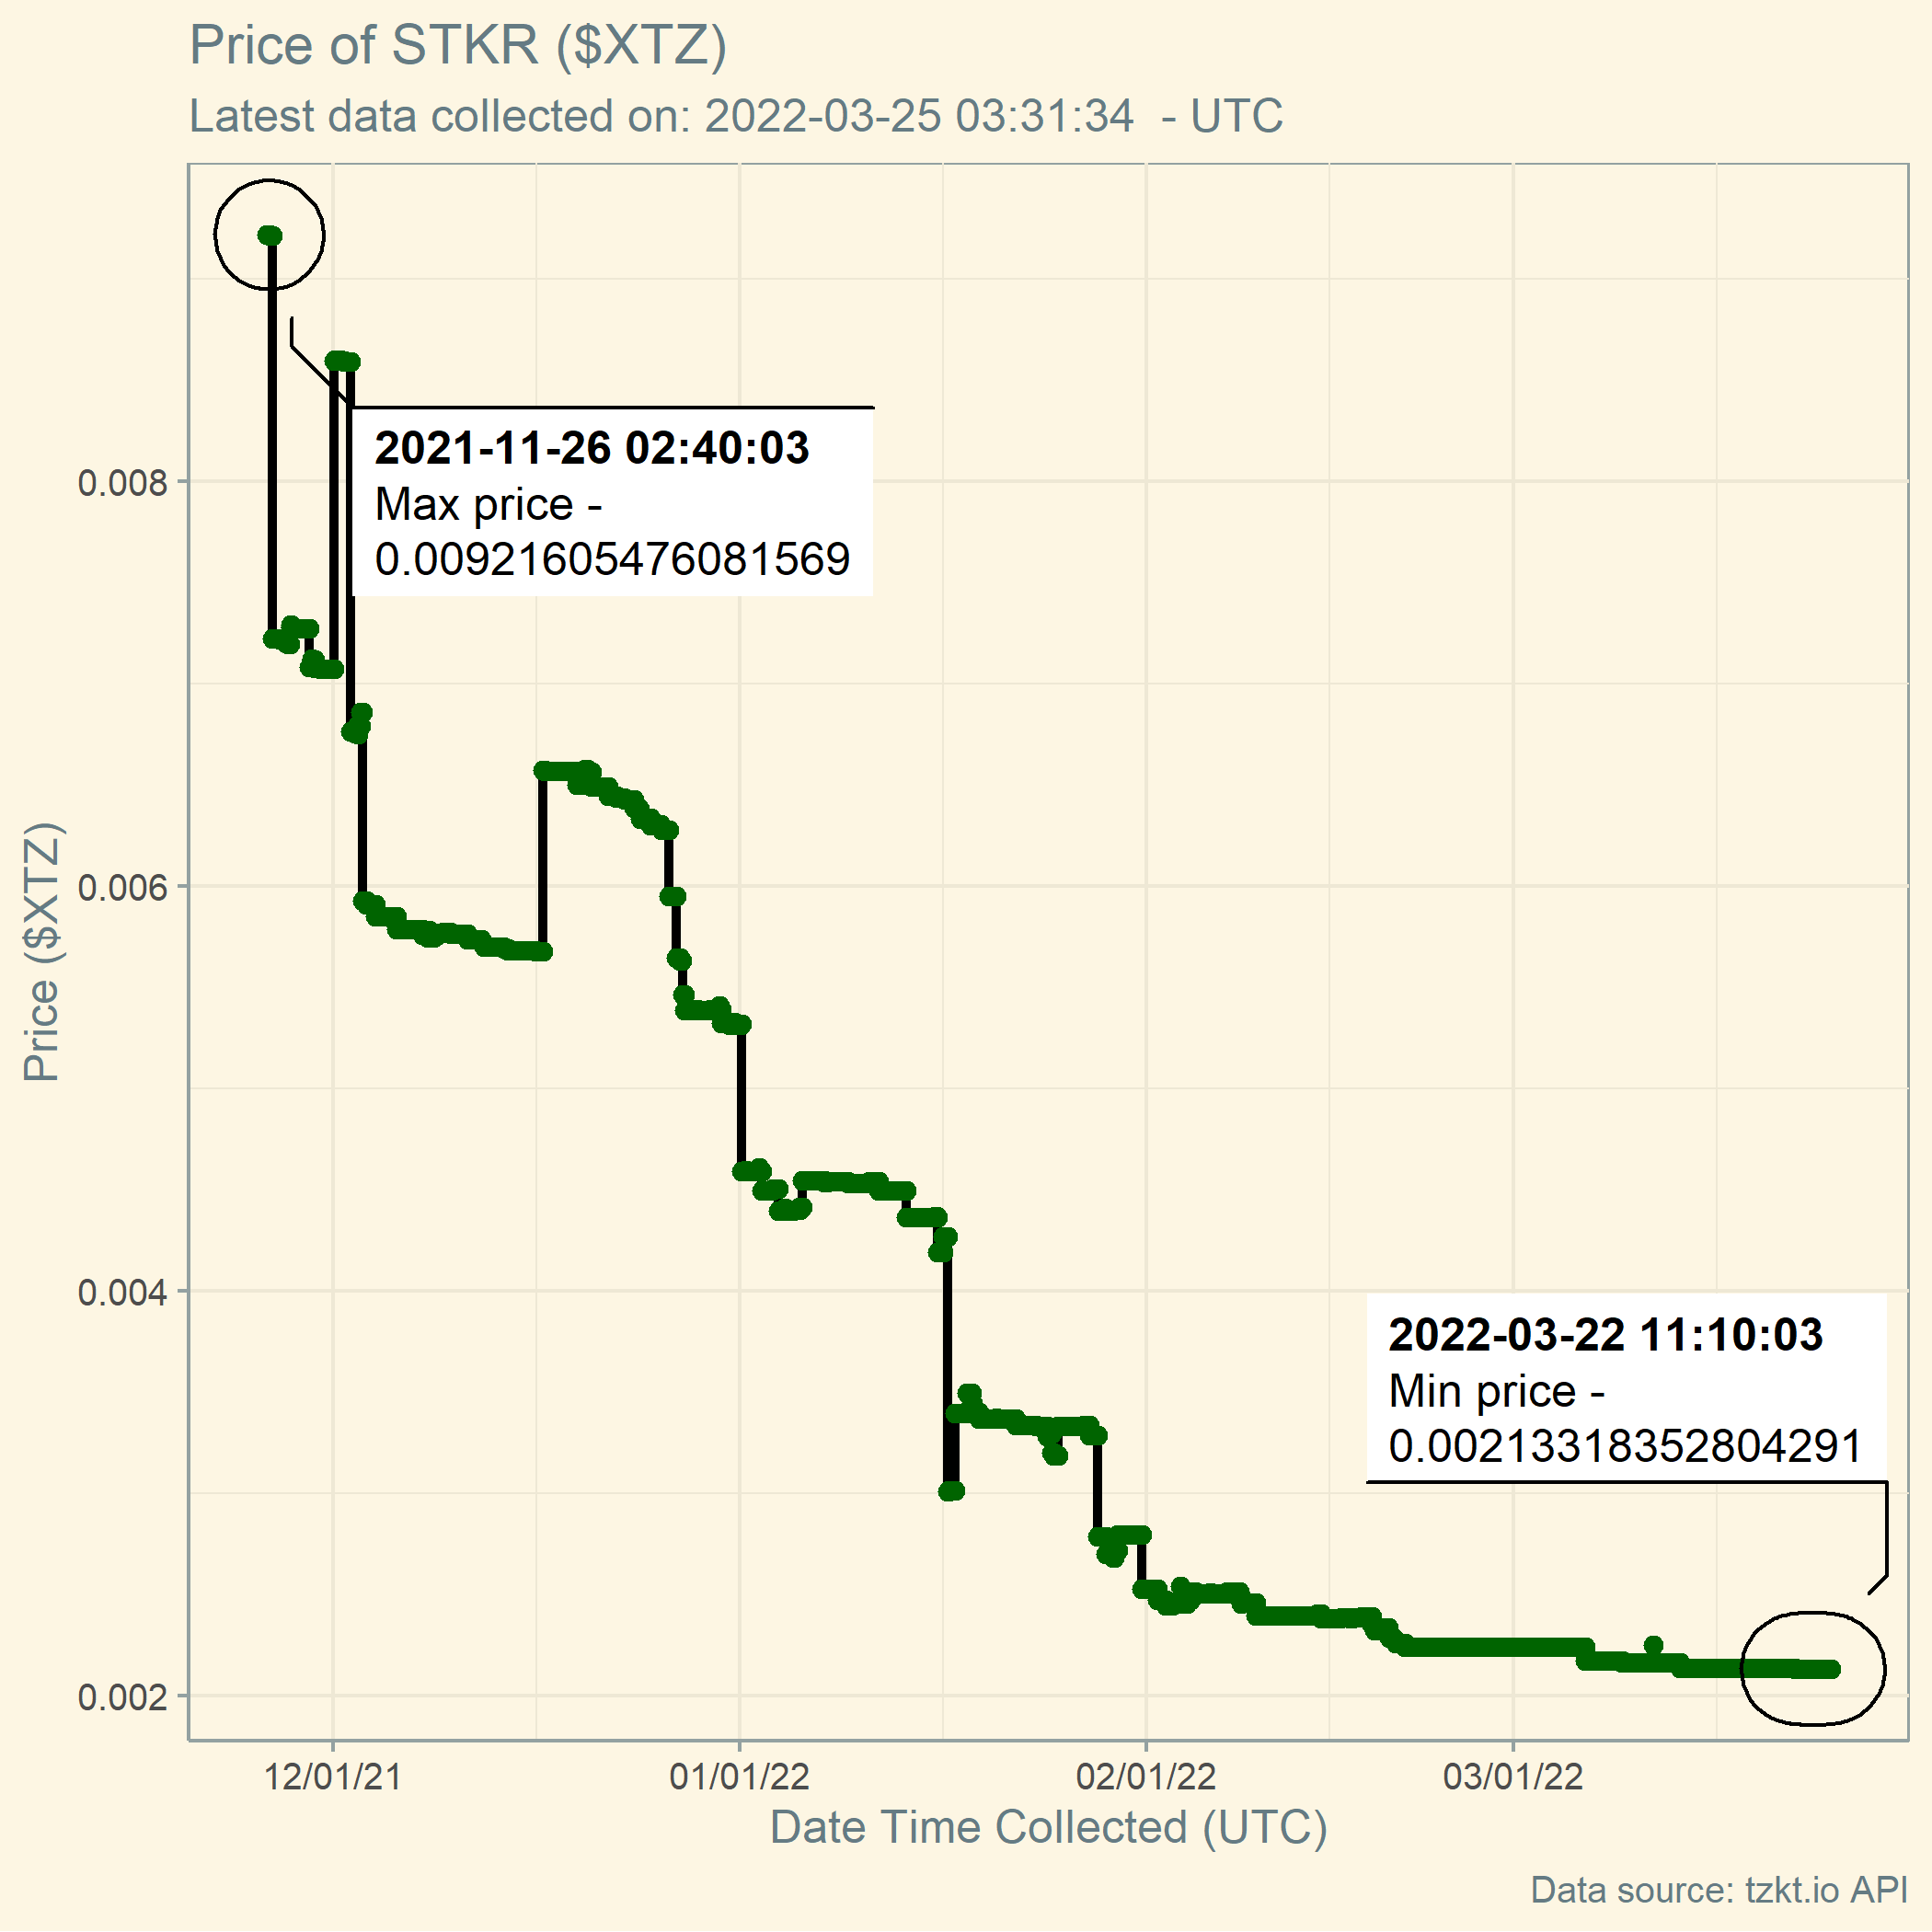 Price of STKR ($XTZ)
Latest data collected on: 2022-03-25 03:31:34 - UTC
2021-11-26 02:40:03
Max price -
0.00921605476081569
0.008
0.006
0.004
0.002
Price ($XTZ)
2022-03-22 11:10:03
Min price -
0.00213318352804291
12/01/21
01/01/22
02/01/22
03/01/22
Date Time Collected (UTC)
Data source: tzkt.io API